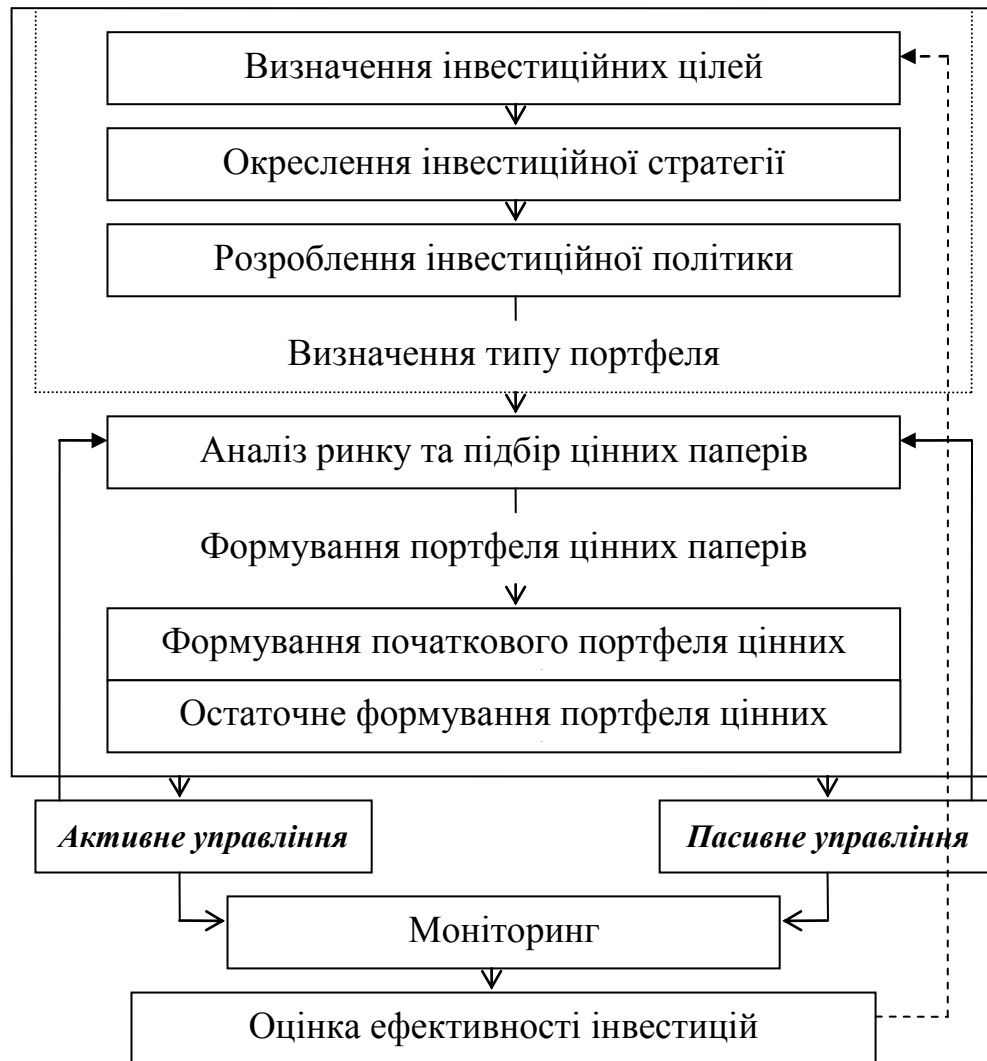 Визначення інвестиційних цілей
Окреслення інвестиційної стратегії
Розроблення інвестиційної політики
Визначення типу портфеля
Аналіз ринку та підбір цінних паперів
Формування портфеля цінних паперів
Формування початкового портфеля цінних
Остаточне формування портфеля цінних
Активне управління
Пасивне управління
Моніторинг
Оцінка ефективності інвестицій